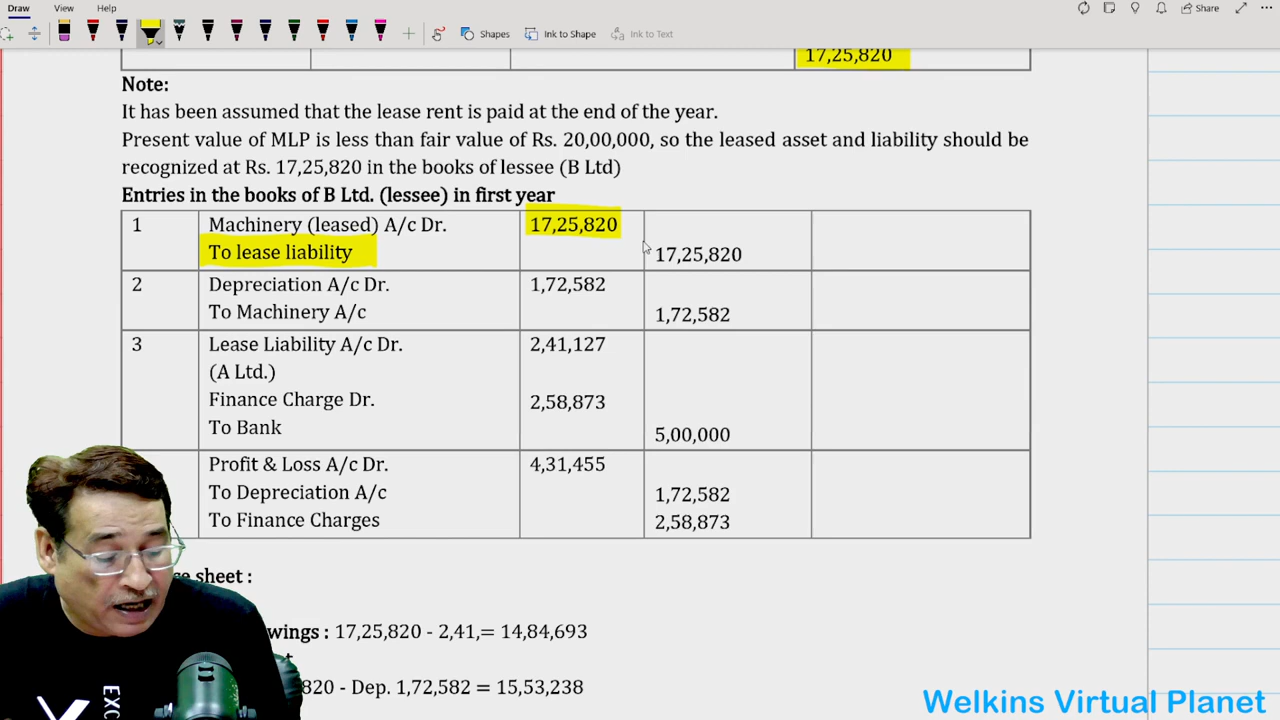 Draw View Help
Shapes Ink to Shape Ink to Text Share
17,25,820
Note:
It has been assumed that the lease rent is paid at the end of the year.
Present value of MLP is less than fair value of Rs. 20,00,000, so the leased asset and liability should be
recognized at Rs. 17,25,820 in the books of lessee (B Ltd)
Entries in the books of B Ltd. (lessee) in first year
1 Machinery (leased) A/c Dr. 17,25,820
To lease liability 17,25,820
2 Depreciation A/c Dr. 1,72,582
To Machinery A/c 1,72,582
3 Lease Liability A/c Dr. 2,41,127
(A Ltd.)
Finance Charge Dr. 2,58,873
To Bank 5,00,000
Profit & Loss A/c Dr. 4,31,455
To Depreciation A/c 1,72,582
To Finance Charges 2,58,873
sheet :
wings : 17,25,820 - 2,41,= 14,84,693
820 - Dep. 1,72,582 = 15,53,238
EXC
Welkins Virtual Planet